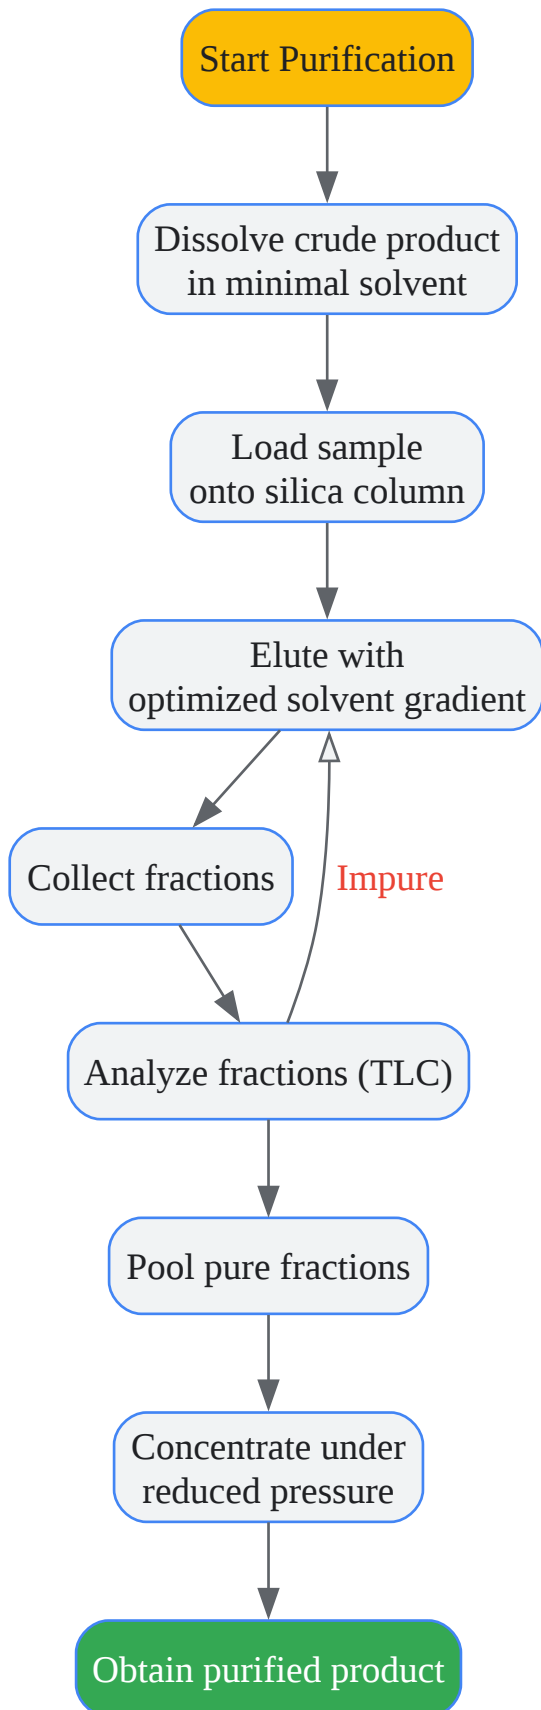 Start Purification
Dissolve crude product
in minimal solvent
Load sample
onto silica column
Elute with
optimized solvent gradient
Collect fractions
Impure
Analyze fractions (TLC)
Pool pure fractions
Concentrate under
reduced pressure
Obtain purified product